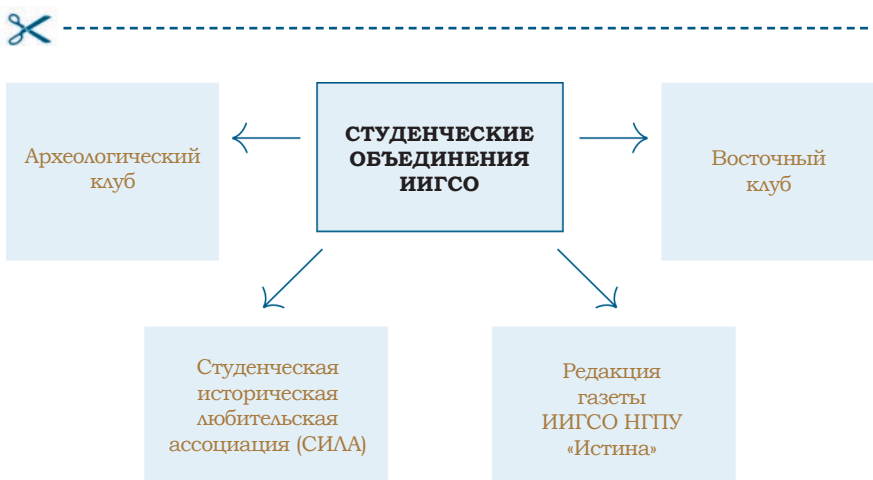 СТУДЕНЧЕСКИЕ
ОБЪЕДИНЕНИЯ
ИИГСО
Археологический
клуб
Восточный
клуб
Студенческая
историческая
любительская
ассоциация (СИЛА)
Редакция
газеты
ИИГСО НГПУ
«Истина»